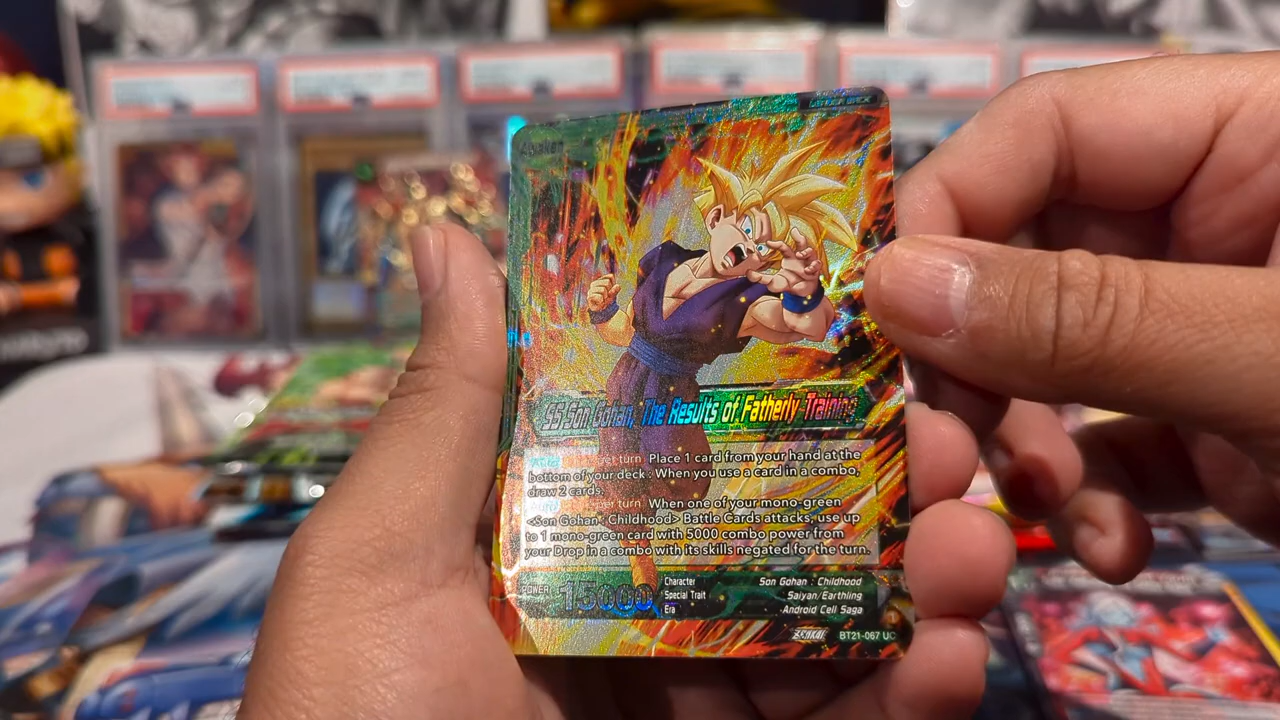 Awaken
SS Son Gohan, The Results of Fatherly Training
Auto per turn Place 1 card from your hand at the
bottom of your deck : When you use a card in a combo,
draw 2 cards.
per turn When one of your mono-green
<Son Gohan : Childhood> Battle Cards attacks, use up
to 1 mono-green card with 5000 combo power from
your Drop in a combo with its skills negated for the turn.
POWER 15000
Character Son Gohan : Childhood
Special Trait Saiyan/Earthling
Era Android Cell Saga
ZENKAI BT21-067 UC